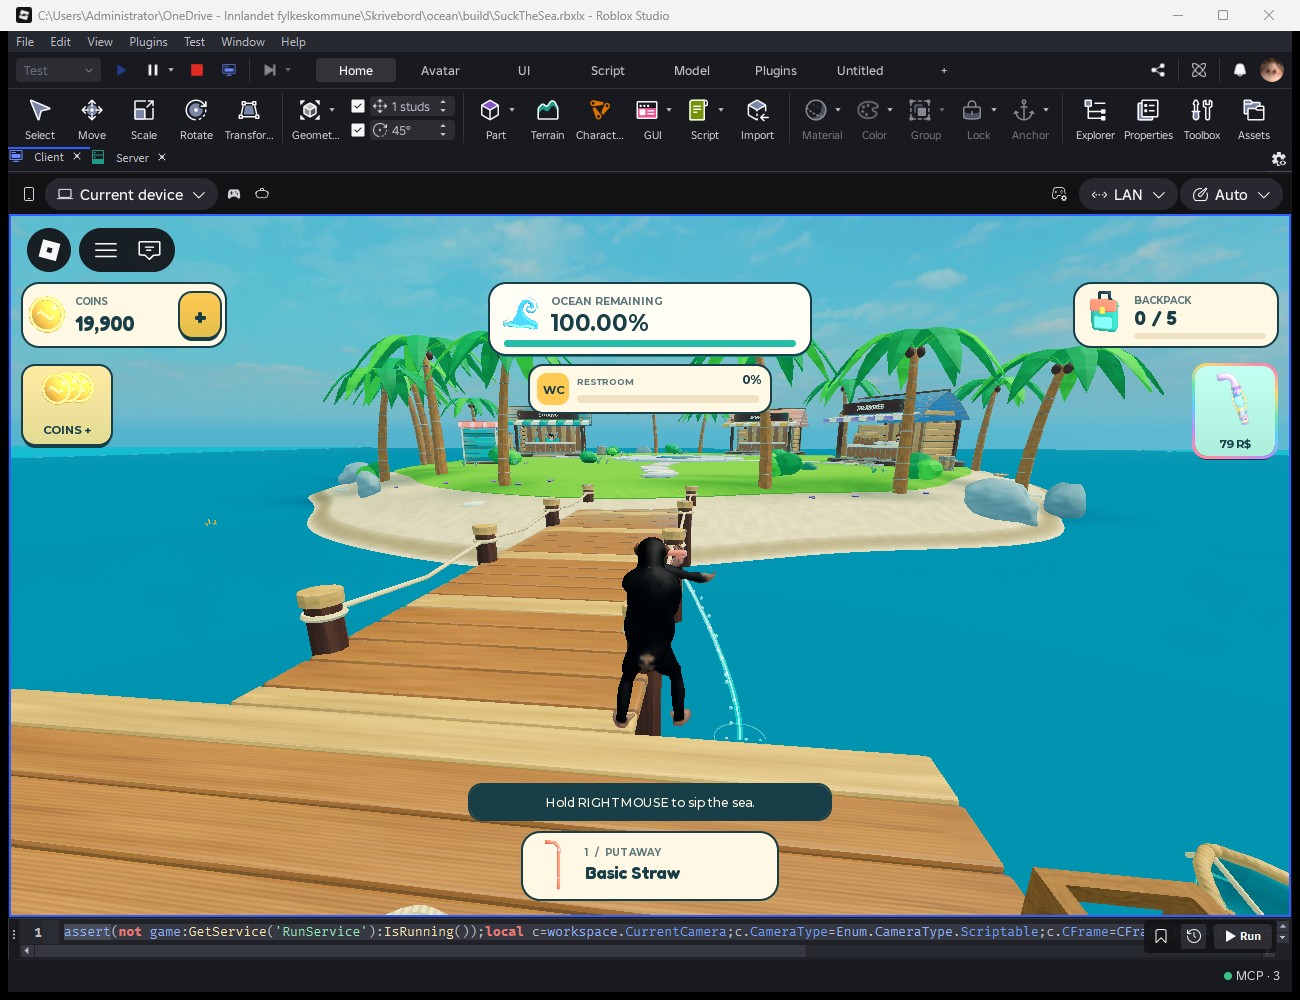 C:\Users\Administrator\OneDrive - Innlandet fylkeskommune\Skrivebord\ocean\build\SuckTheSea.rbxlx - Roblox Studio
File Edit View Plugins Test Window Help
Test Home Avatar UI Script Model Plugins Untitled +
1 studs
45°
Select Move Scale Rotate Transfor... Geomet... Part Terrain Charact... GUI Script Import Material Color Group Lock Anchor Explorer Properties Toolbox Assets
Client Server
Current device LAN Auto
COINS
19,900
+
OCEAN REMAINING
100.00%
BACKPACK
0 / 5
WC RESTROOM 0%
COINS +
79 R$
Hold RIGHTMOUSE to sip the sea.
1 / PUT AWAY
Basic Straw
1 assert(not game:GetService('RunService'):IsRunning());local c=workspace.CurrentCamera;c.CameraType=Enum.CameraType.Scriptable;c.CFrame=CFra
Run
MCP · 3